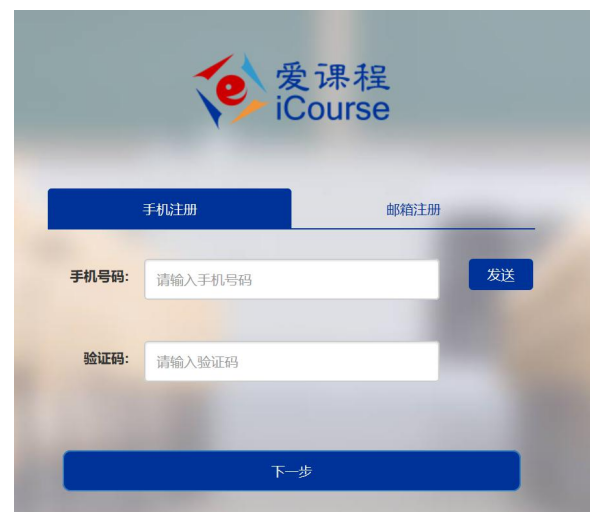 爱课程
iCourse
手机注册 邮箱注册
手机号码: 请输入手机号码 发送
验证码: 请输入验证码
下一步